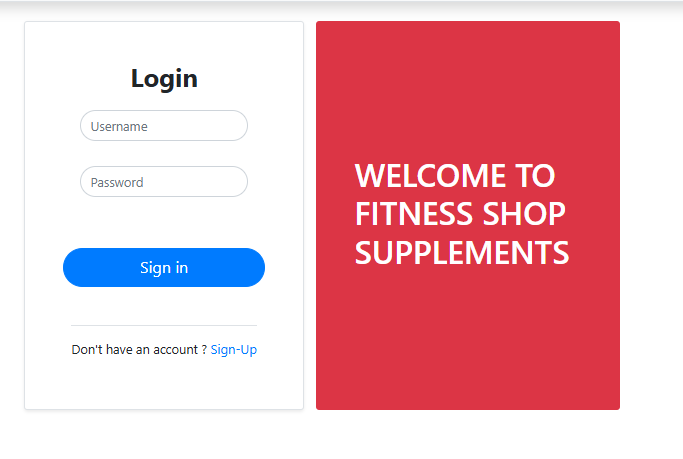 Login
Username
Password
Sign in
Don't have an account ? Sign-Up
WELCOME TO
FITNESS SHOP
SUPPLEMENTS